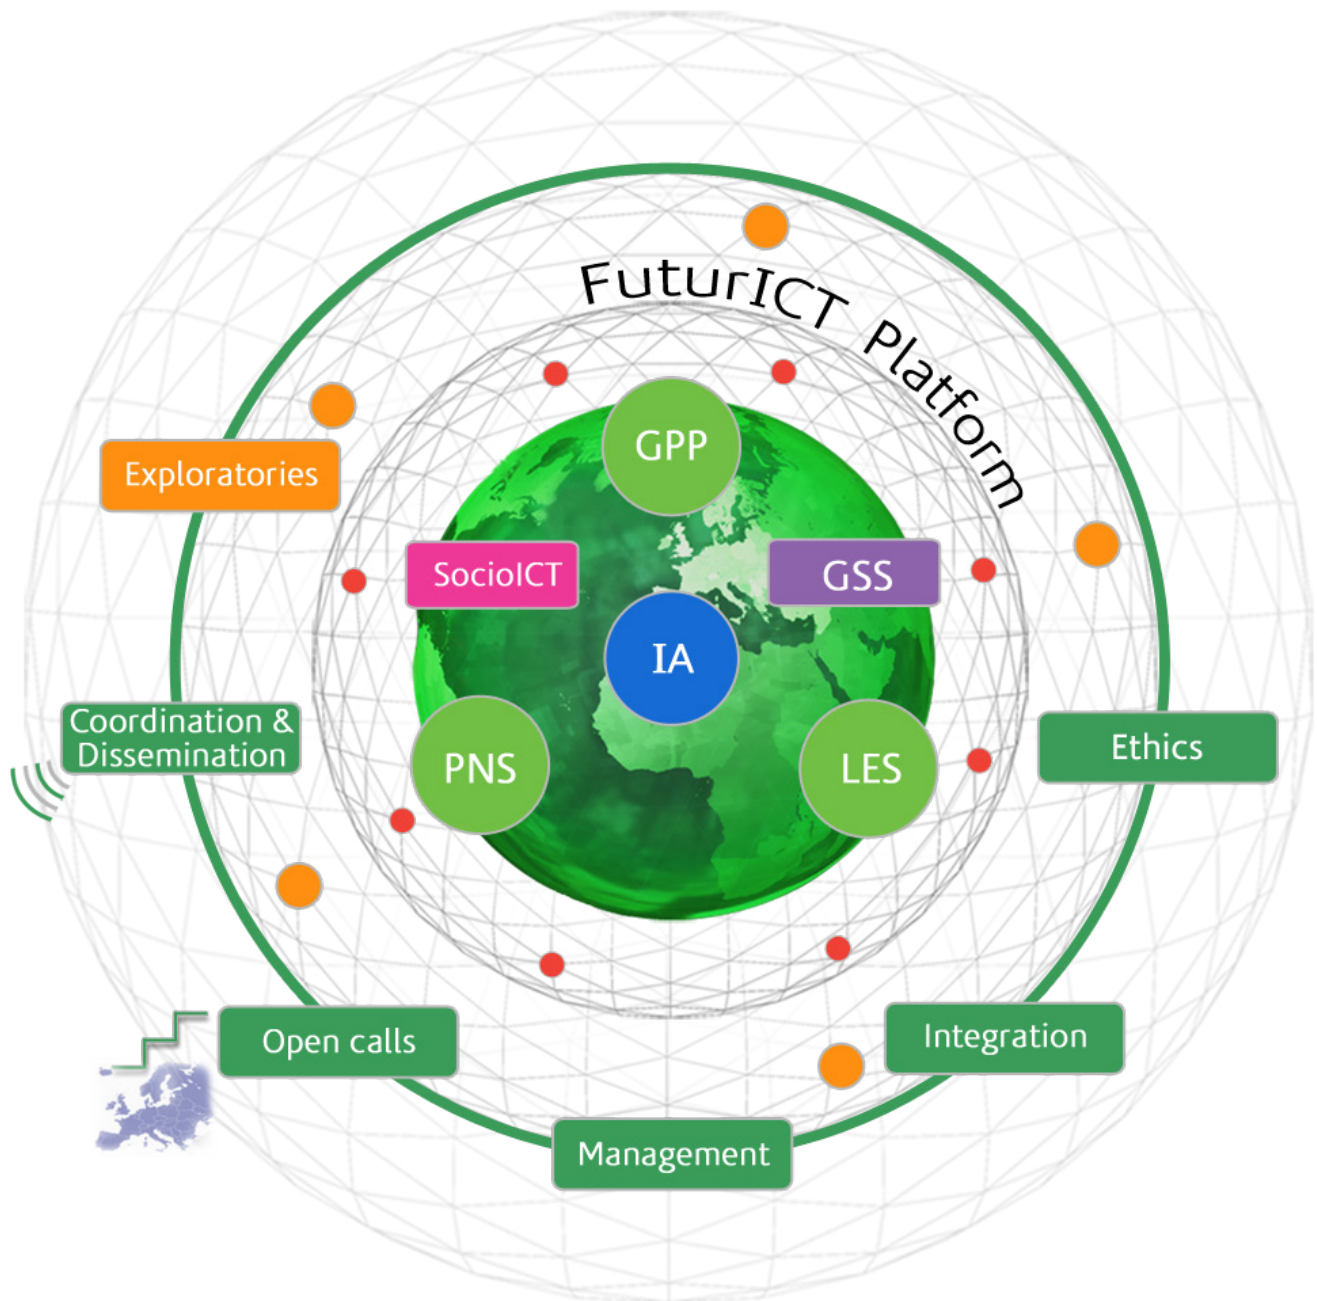 FuturICT Platform
GPP
Exploratories
SocioICT
GSS
IA
Coordination &
Dissemination
PNS
LES
Ethics
Open calls
Integration
Management